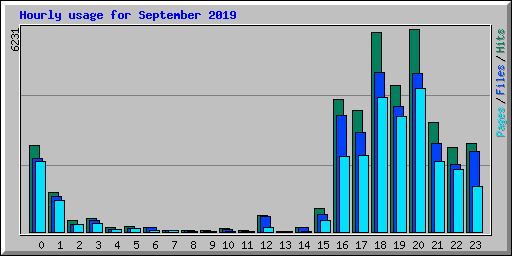 Hourly usage for September 2019
6231
Pages / Files / Hits
0 1 2 3 4 5 6 7 8 9 10 11 12 13 14 15 16 17 18 19 20 21 22 23